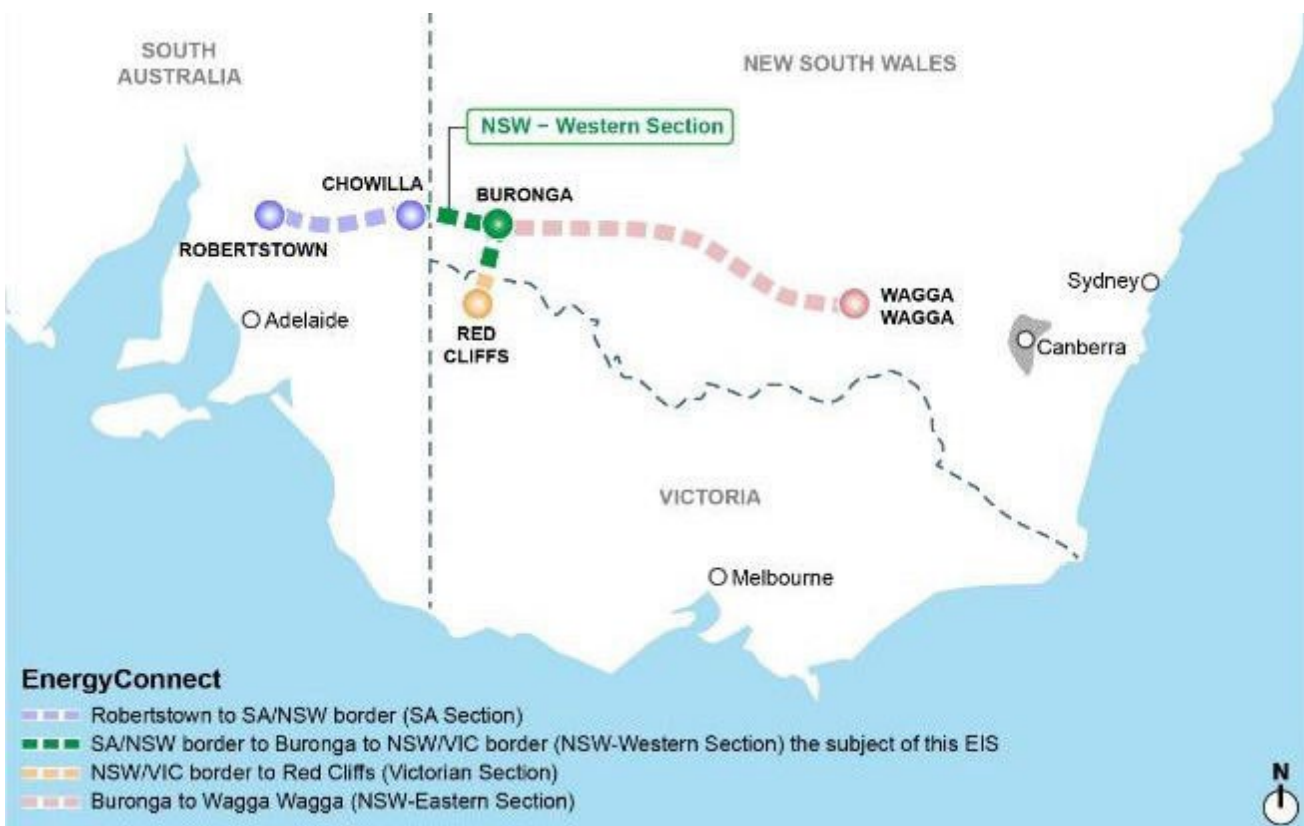 SOUTH
AUSTRALIA
NEW SOUTH WALES
NSW – Western Section
CHOWILLA
BURONGA
ROBERTSTOWN
Sydney
WAGGA
WAGGA
Adelaide
RED
CLIFFS
Canberra
VICTORIA
Melbourne
EnergyConnect
Robertstown to SA/NSW border (SA Section)
SA/NSW border to Buronga to NSW/VIC border (NSW-Western Section) the subject of this EIS
NSW/VIC border to Red Cliffs (Victorian Section)
Buronga to Wagga Wagga (NSW-Eastern Section)
N